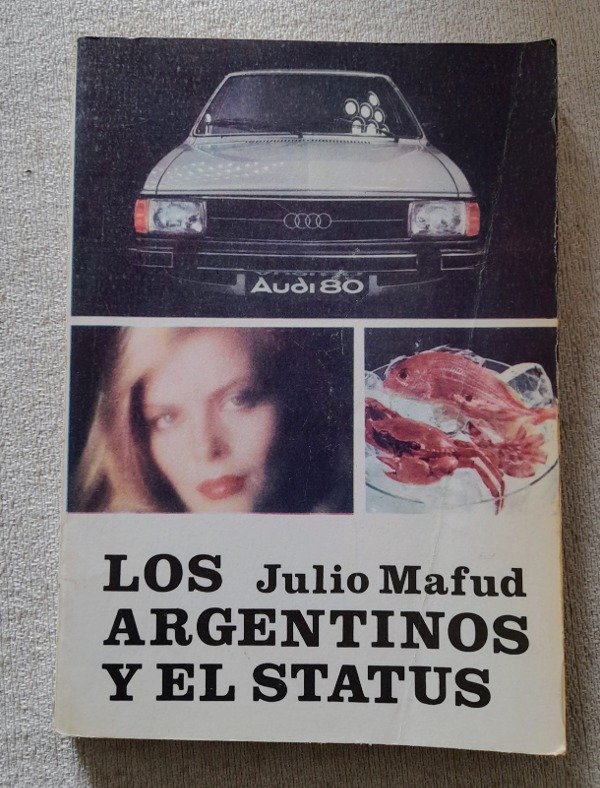 Audi 80
LOS Julio Mafud
ARGENTINOS
Y EL STATUS